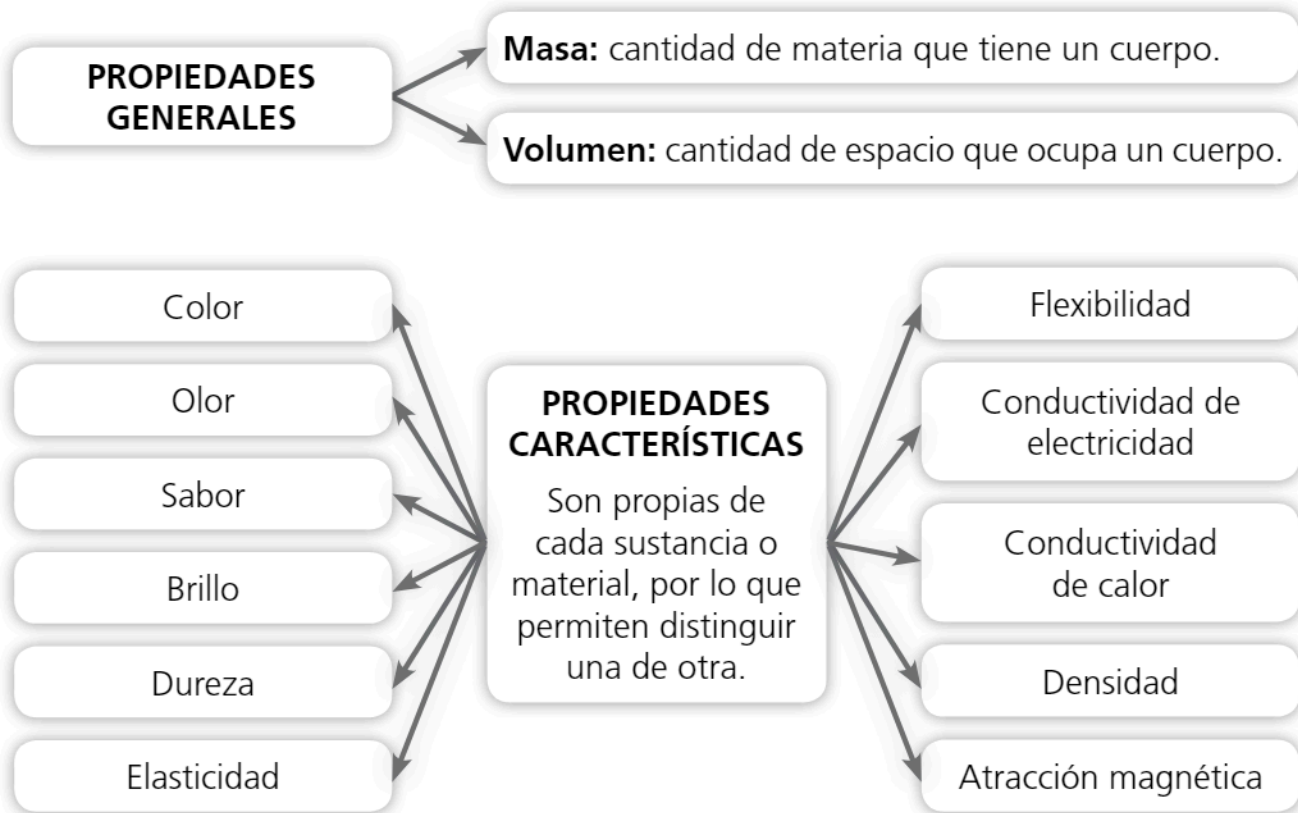 PROPIEDADES
GENERALES
Masa: cantidad de materia que tiene un cuerpo.
Volumen: cantidad de espacio que ocupa un cuerpo.
Color
Olor
Sabor
Brillo
Dureza
Elasticidad
PROPIEDADES
CARACTERÍSTICAS
Son propias de
cada sustancia o
material, por lo que
permiten distinguir
una de otra.
Flexibilidad
Conductividad de
electricidad
Conductividad
de calor
Densidad
Atracción magnética